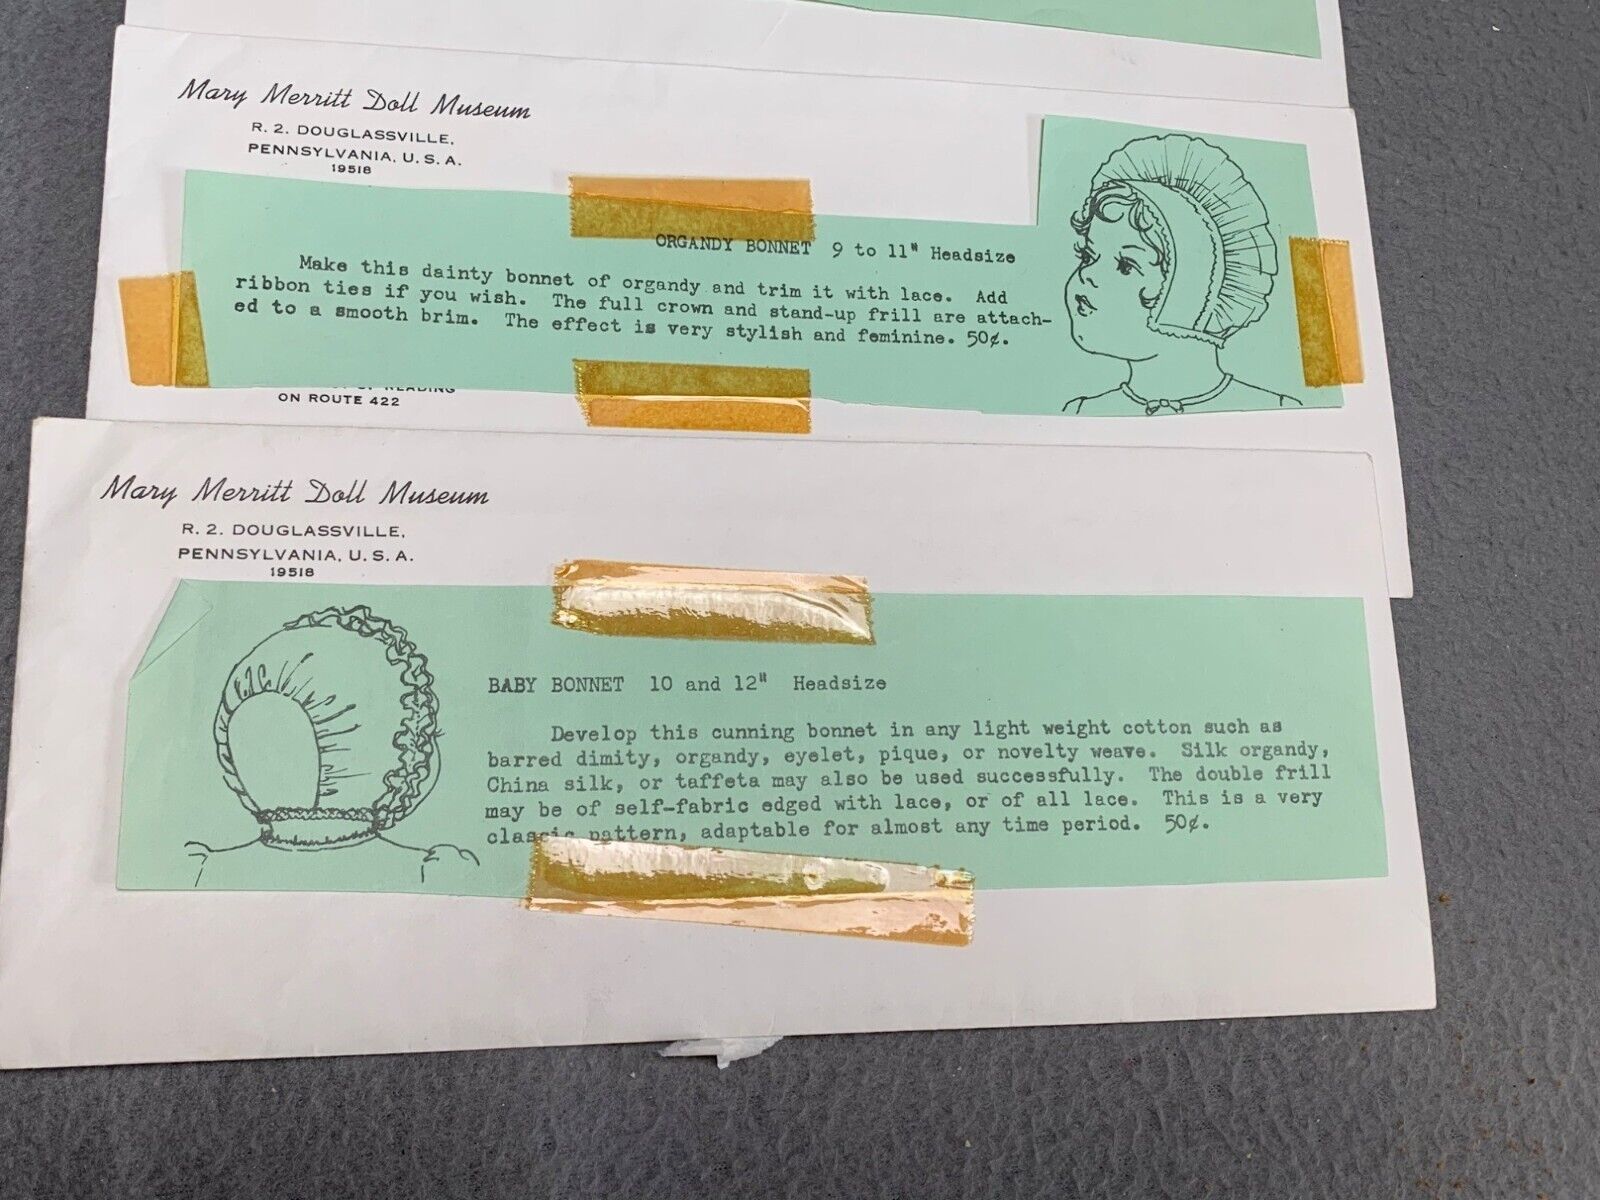 Mary Merritt Doll Museum
R. 2. DOUGLASSVILLE,
PENNSYLVANIA, U. S. A.
19518
ORGANDY BONNET 9 to 11" Headsize
Make this dainty bonnet of organdy and trim it with lace. Add
ribbon ties if you wish. The full crown and stand-up frill are attach-
ed to a smooth brim. The effect is very stylish and feminine. 50¢.
READING
ON ROUTE 422
Mary Merritt Doll Museum
R. 2. DOUGLASSVILLE,
PENNSYLVANIA, U. S. A.
19518
BABY BONNET 10 and 12" Headsize
Develop this cunning bonnet in any light weight cotton such as
barred dimity, organdy, eyelet, pique, or novelty weave. Silk organdy,
China silk, or taffeta may also be used successfully. The double frill
may be of self-fabric edged with lace, or of all lace. This is a very
classic pattern, adaptable for almost any time period. 50¢.